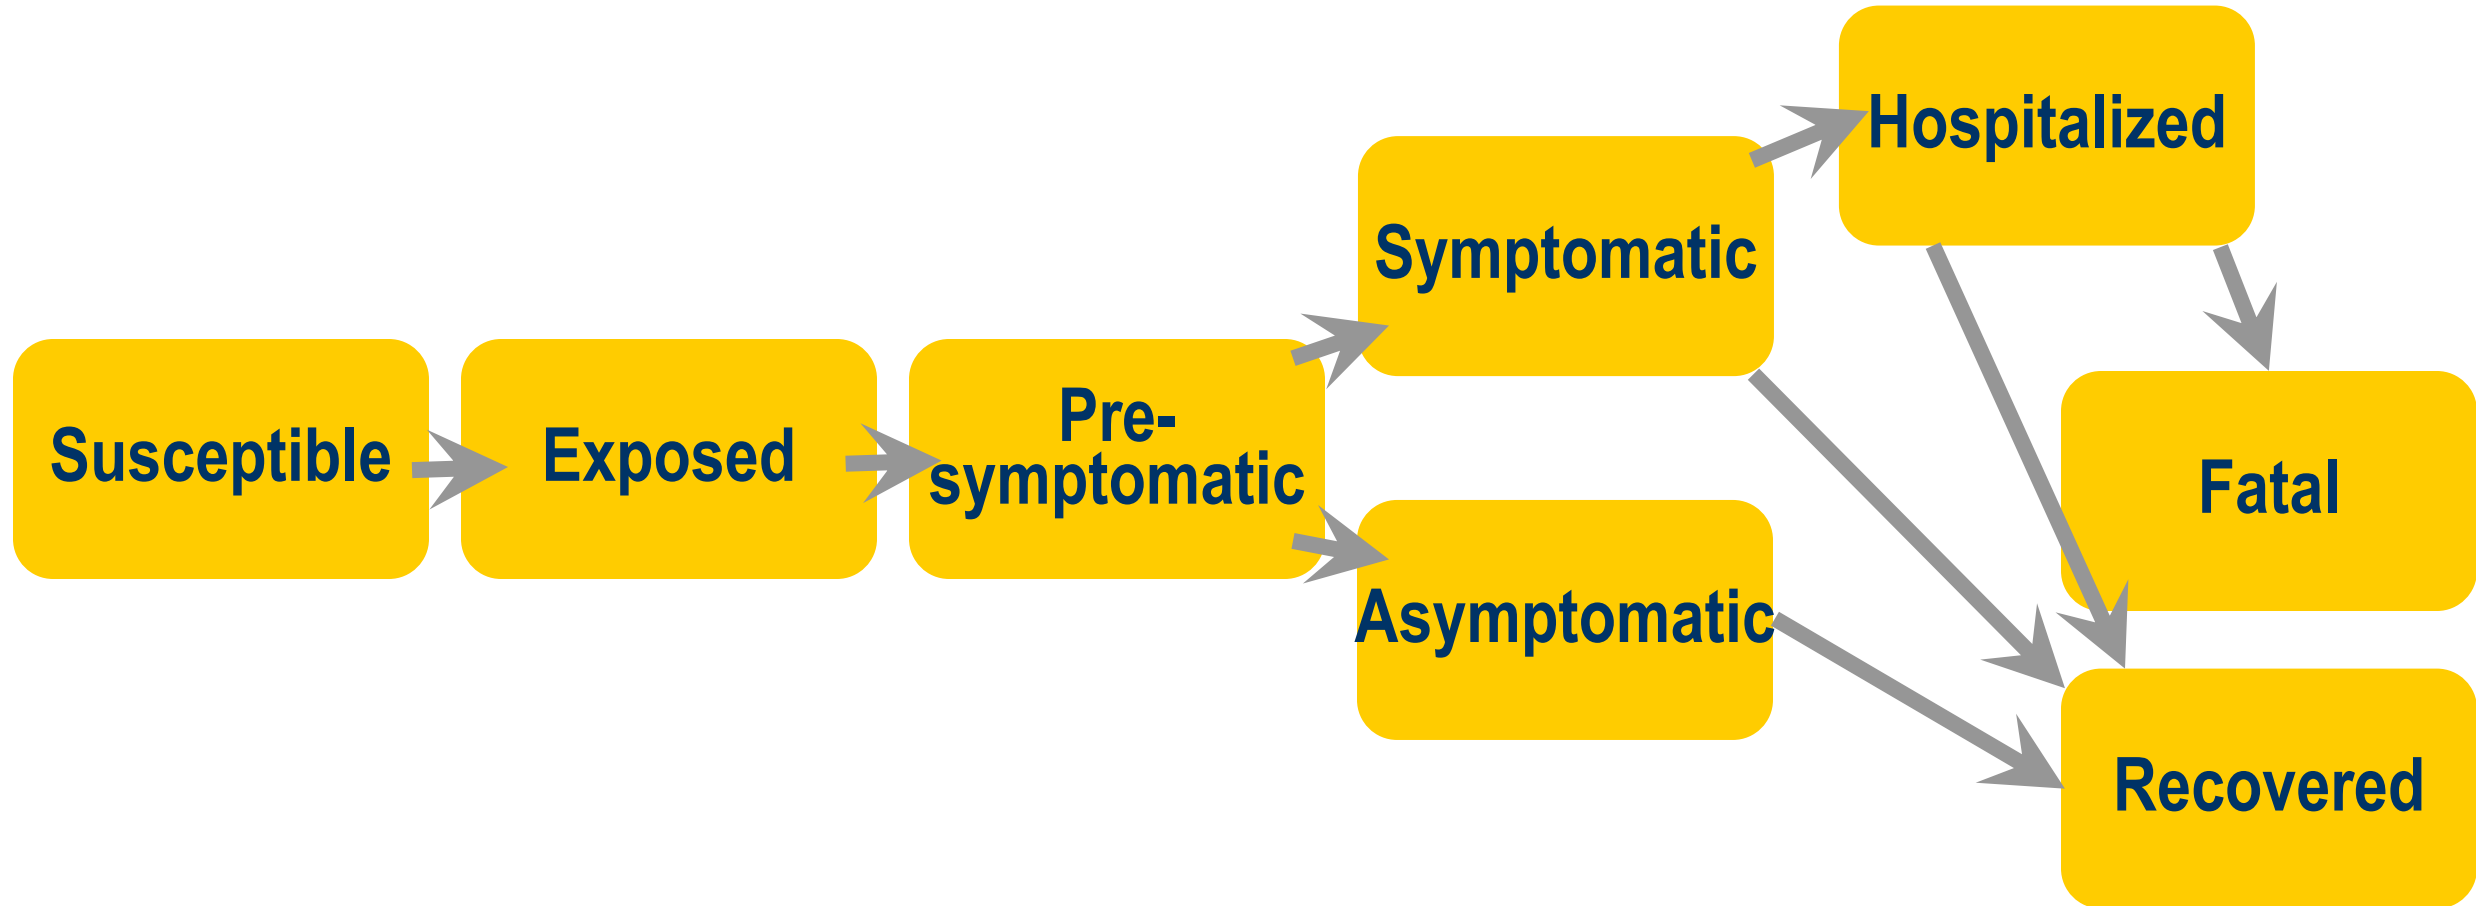 Susceptible
Exposed
Pre-
symptomatic
Symptomatic
Asymptomatic
Hospitalized
Fatal
Recovered